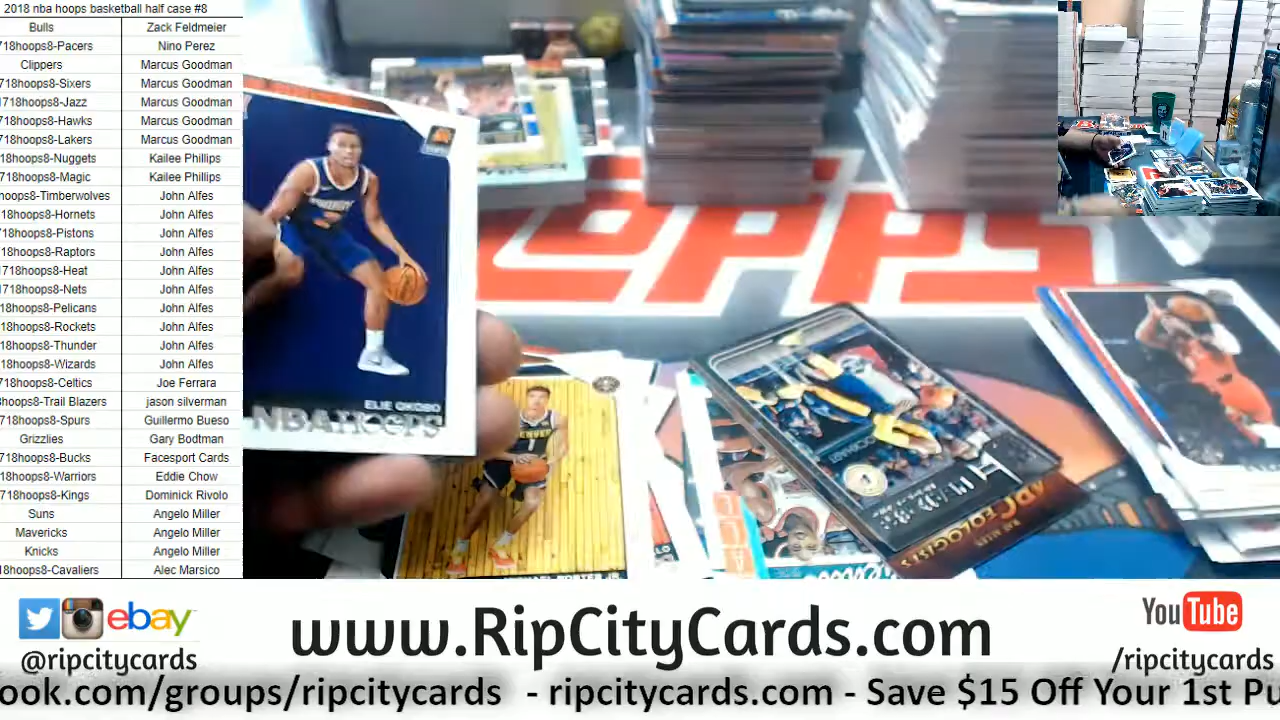 2018 nba hoops basketball half case #8
Bulls Zack Feldmeier
718hoops8-Pacers Nino Perez
Clippers Marcus Goodman
718hoops8-Sixers Marcus Goodman
1718hoops8-Jazz Marcus Goodman
718hoops8-Hawks Marcus Goodman
718hoops8-Lakers Marcus Goodman
18hoops8-Nuggets Kailee Phillips
718hoops8-Magic Kailee Phillips
hoops8-Timberwolves John Alfes
18hoops8-Hornets John Alfes
718hoops8-Pistons John Alfes
18hoops8-Raptors John Alfes
1718hoops8-Heat John Alfes
1718hoops8-Nets John Alfes
18hoops8-Pelicans John Alfes
18hoops8-Rockets John Alfes
18hoops8-Thunder John Alfes
18hoops8-Wizards John Alfes
718hoops8-Celtics Joe Ferrara
hoops8-Trail Blazers jason silverman
718hoops8-Spurs Guillermo Bueso
Grizzlies Gary Bodtman
718hoops8-Bucks Facesport Cards
18hoops8-Warriors Eddie Chow
718hoops8-Kings Dominick Rivolo
Suns Angelo Miller
Mavericks Angelo Miller
Knicks Angelo Miller
18hoops8-Cavaliers Alec Marsico
ELIE OKOBO
NBA HOOPS
TOPPS
DENVER
1
ebay
@ripcitycards
www.RipCityCards.com
YouTube
/ripcitycards
ook.com/groups/ripcitycards - ripcitycards.com - Save $15 Off Your 1st Pu